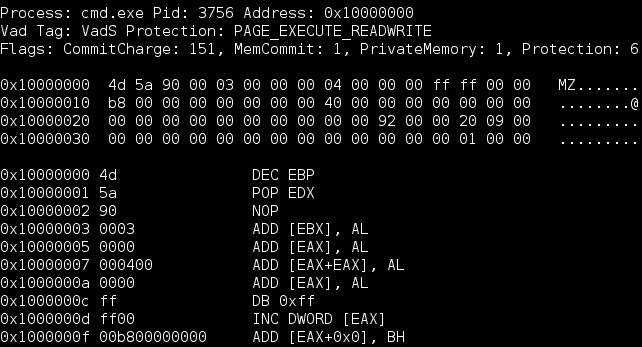 Process: cmd.exe Pid: 3756 Address: 0x10000000
Vad Tag: VadS Protection: PAGE_EXECUTE_READWRITE
Flags: CommitCharge: 151, MemCommit: 1, PrivateMemory: 1, Protection: 6
0x10000000  4d 5a 90 00 03 00 00 00 04 00 00 00 ff ff 00 00   MZ.......
0x10000010  b8 00 00 00 00 00 00 00 40 00 00 00 00 00 00 00   ........@
0x10000020  00 00 00 00 00 00 00 00 00 00 92 00 00 20 09 00   .........
0x10000030  00 00 00 00 00 00 00 00 00 00 00 00 00 01 00 00   .........
0x10000000 4d               DEC EBP
0x10000001 5a               POP EDX
0x10000002 90               NOP
0x10000003 0003             ADD [EBX], AL
0x10000005 0000             ADD [EAX], AL
0x10000007 000400           ADD [EAX+EAX], AL
0x1000000a 0000             ADD [EAX], AL
0x1000000c ff               DB 0xff
0x1000000d ff00             INC DWORD [EAX]
0x1000000f 00b800000000     ADD [EAX+0x0], BH